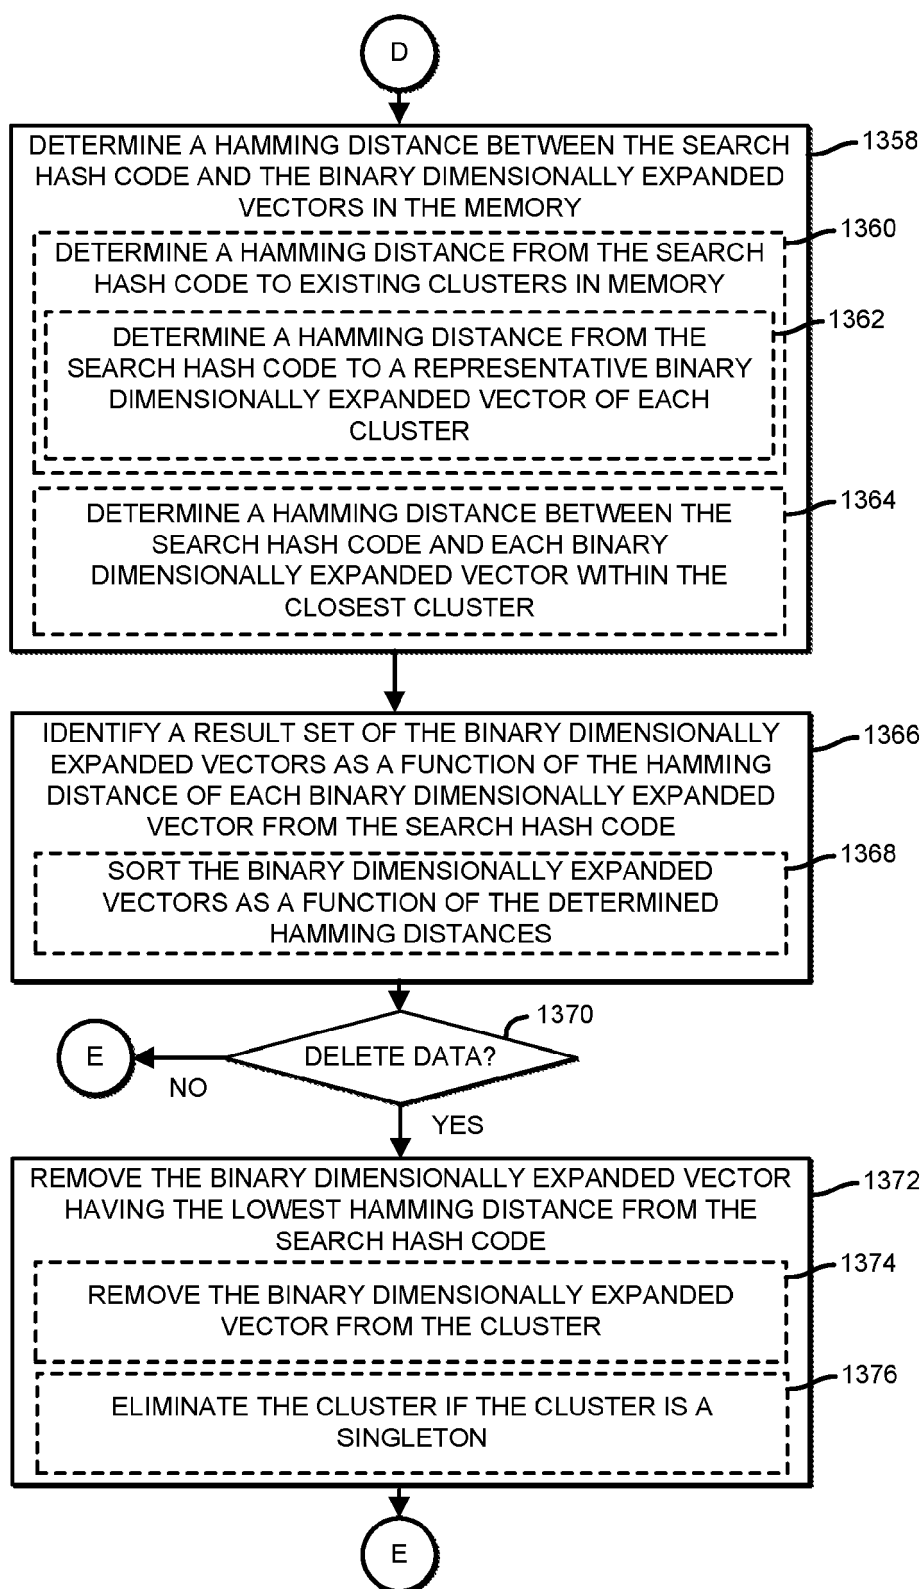 D
DETERMINE A HAMMING DISTANCE BETWEEN THE SEARCH
HASH CODE AND THE BINARY DIMENSIONALLY EXPANDED
VECTORS IN THE MEMORY
1358
DETERMINE A HAMMING DISTANCE FROM THE SEARCH
HASH CODE TO EXISTING CLUSTERS IN MEMORY
1360
DETERMINE A HAMMING DISTANCE FROM THE
SEARCH HASH CODE TO A REPRESENTATIVE BINARY
DIMENSIONALLY EXPANDED VECTOR OF EACH
CLUSTER
1362
DETERMINE A HAMMING DISTANCE BETWEEN THE
SEARCH HASH CODE AND EACH BINARY
DIMENSIONALLY EXPANDED VECTOR WITHIN THE
CLOSEST CLUSTER
1364
IDENTIFY A RESULT SET OF THE BINARY DIMENSIONALLY
EXPANDED VECTORS AS A FUNCTION OF THE HAMMING
DISTANCE OF EACH BINARY DIMENSIONALLY EXPANDED
VECTOR FROM THE SEARCH HASH CODE
1366
SORT THE BINARY DIMENSIONALLY EXPANDED
VECTORS AS A FUNCTION OF THE DETERMINED
HAMMING DISTANCES
1368
DELETE DATA?
1370
E
NO
YES
REMOVE THE BINARY DIMENSIONALLY EXPANDED VECTOR
HAVING THE LOWEST HAMMING DISTANCE FROM THE
SEARCH HASH CODE
1372
REMOVE THE BINARY DIMENSIONALLY EXPANDED
VECTOR FROM THE CLUSTER
1374
ELIMINATE THE CLUSTER IF THE CLUSTER IS A
SINGLETON
1376
E